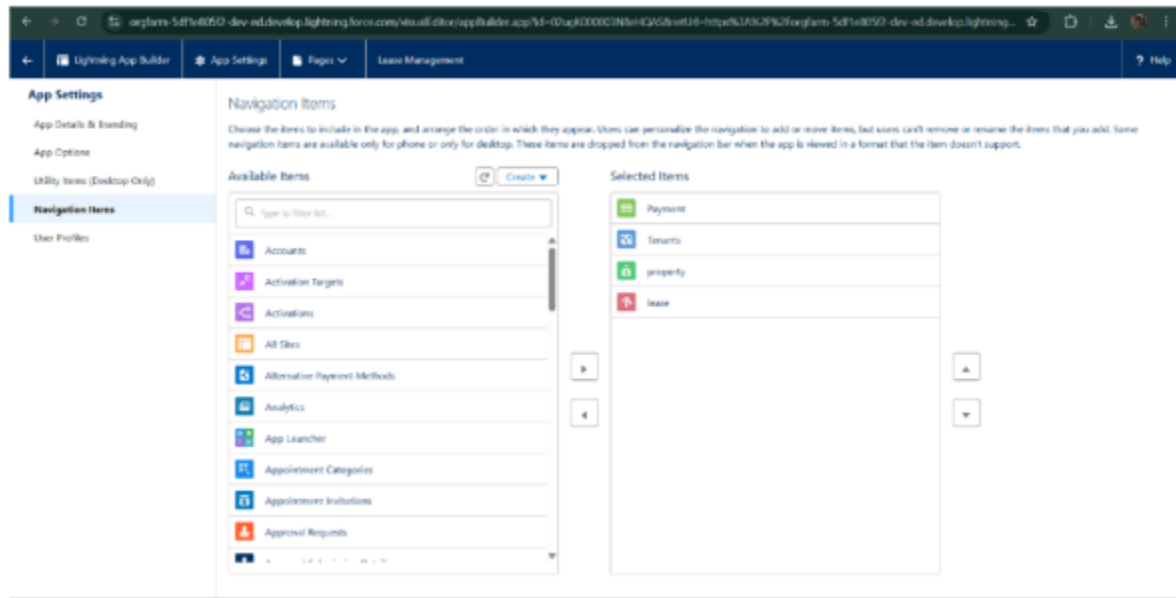 Lightning App Builder
App Settings
Pages
Lease Management
? Help
App Settings
App Details & Branding
App Options
Utility Items (Desktop Only)
Navigation Items
User Profiles
Navigation Items
Choose the items to include in the app, and arrange the order in which they appear. Users can personalize the navigation to add or move items, but users can't remove or rename the items that you add. Some
navigation items are available only for phone or only for desktop. These items are dropped from the navigation bar when the app is viewed in a format that the item doesn't support.
Available Items
Create
Type to filter list...
Accounts
Activation Targets
Activations
All Sites
Alternative Payment Methods
Analytics
App Launcher
Appointment Categories
Appointment Invitations
Approval Requests
Selected Items
Payment
Tenants
property
lease